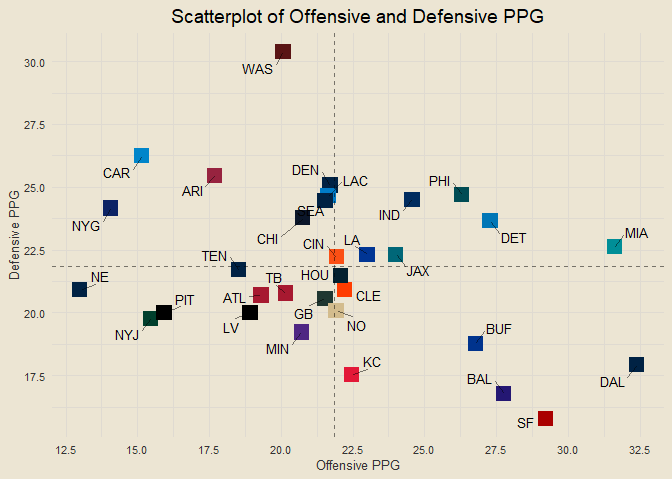 Scatterplot of Offensive and Defensive PPG
30.0
WAS
27.5
CAR
ARI
DEN
LAC
PHI
25.0
SEA
IND
NYG
CHI
DET
MIA
CIN
LA
22.5
TEN
HOU
JAX
NE
TB
ATL
CLE
PIT
GB
20.0
NYJ
LV
NO
MIN
BUF
KC
BAL
DAL
17.5
SF
Defensive PPG
12.5 15.0 17.5 20.0 22.5 25.0 27.5 30.0 32.5
Offensive PPG